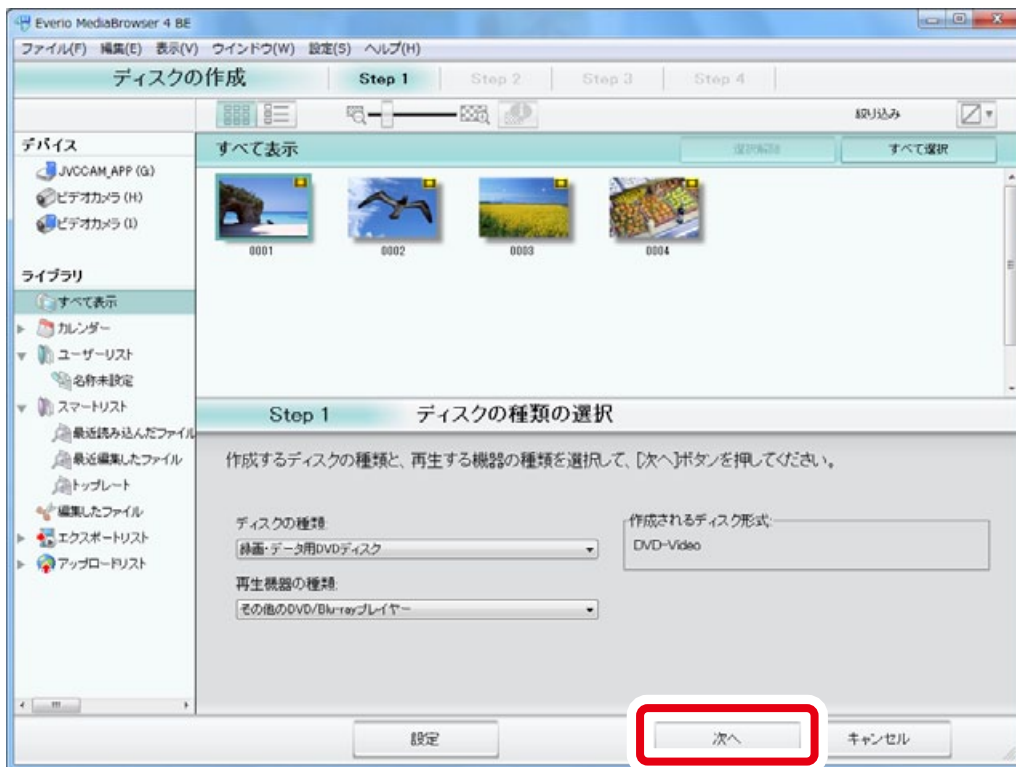 Everio MediaBrowser 4 BE
ファイル(F) 編集(E) 表示(V) ウインドウ(W) 設定(S) ヘルプ(H)
ディスクの作成 Step 1 Step 2 Step 3 Step 4
絞り込み
デバイス
JVCCAM_APP (G:)
ビデオカメラ (H)
ビデオカメラ (I)
ライブラリ
すべて表示
カレンダー
ユーザーリスト
名称未設定
スマートリスト
最近読み込んだファイル
最近編集したファイル
トップレート
編集したファイル
エクスポートリスト
アップロードリスト
すべて表示 選択解除 すべて選択
0001 0002 0003 0004
Step 1 ディスクの種類の選択
作成するディスクの種類と、再生する機器の種類を選択して、[次へ]ボタンを押してください。
ディスクの種類:
録画・データ用DVDディスク
再生機器の種類:
その他のDVD/Blu-rayプレイヤー
作成されるディスク形式:
DVD-Video
設定 次へ キャンセル